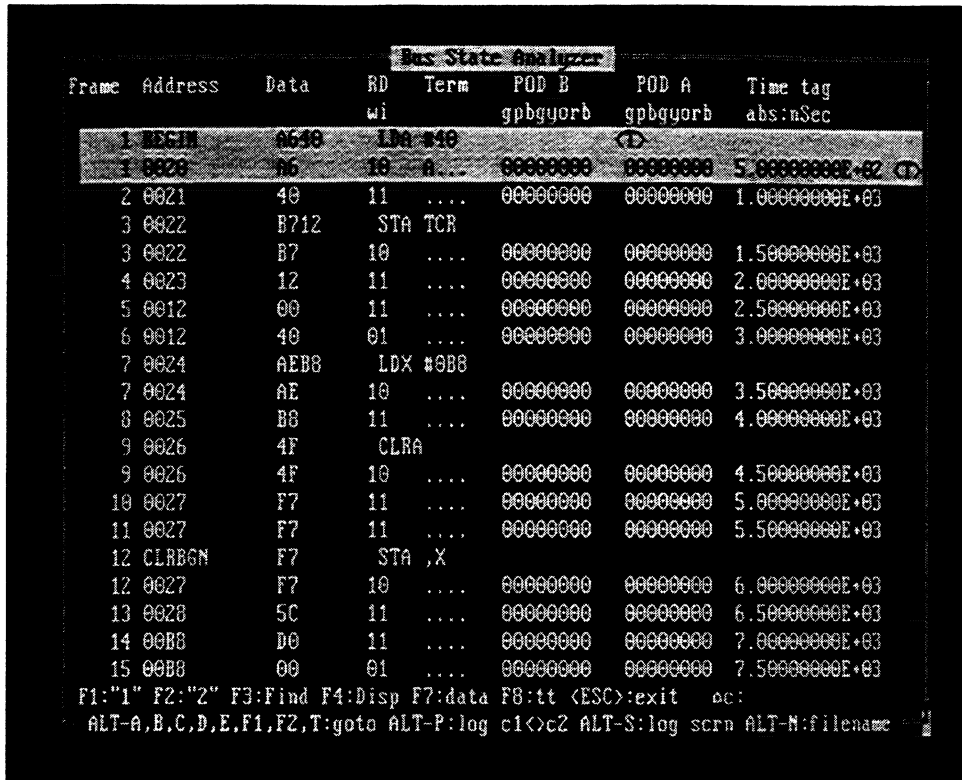 Bus State Analyzer
Frame Address Data RD Term POD B POD A Time tag
wi gpbgyorb gpbgyorb abs:nSec
1 BEGIN A640 LDA #40 (1)
1 0020 A6 10 A... 00000000 00000000 5.00000000E+02 (1)
2 0021 40 11 .... 00000000 00000000 1.00000000E+03
3 0022 B712 STA TCR
3 0022 B7 10 .... 00000000 00000000 1.50000000E+03
4 0023 12 11 .... 00000000 00000000 2.00000000E+03
5 0012 00 11 .... 00000000 00000000 2.50000000E+03
6 0012 40 01 .... 00000000 00000000 3.00000000E+03
7 0024 AEB8 LDX #0B8
7 0024 AE 10 .... 00000000 00000000 3.50000000E+03
8 0025 B8 11 .... 00000000 00000000 4.00000000E+03
9 0026 4F CLRA
9 0026 4F 10 .... 00000000 00000000 4.50000000E+03
10 0027 F7 11 .... 00000000 00000000 5.00000000E+03
11 0027 F7 11 .... 00000000 00000000 5.50000000E+03
12 CLRBGN F7 STA ,X
12 0027 F7 10 .... 00000000 00000000 6.00000000E+03
13 0028 5C 11 .... 00000000 00000000 6.50000000E+03
14 00B8 D0 11 .... 00000000 00000000 7.00000000E+03
15 00B8 00 01 .... 00000000 00000000 7.50000000E+03
F1:"1" F2:"2" F3:Find F4:Disp F7:data F8:tt <ESC>:exit oc:
ALT-A,B,C,D,E,F1,F2,T:goto ALT-P:log c1<>c2 ALT-S:log scrn ALT-N:filename